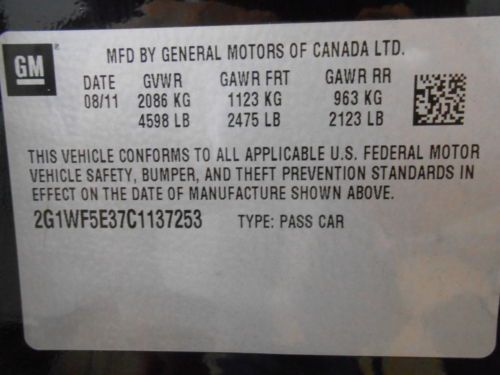 GM
MFD BY GENERAL MOTORS OF CANADA LTD.
DATE GVWR GAWR FRT GAWR RR
08/11 2086 KG 1123 KG 963 KG
4598 LB 2475 LB 2123 LB
THIS VEHICLE CONFORMS TO ALL APPLICABLE U.S. FEDERAL MOTOR
VEHICLE SAFETY, BUMPER, AND THEFT PREVENTION STANDARDS IN
EFFECT ON THE DATE OF MANUFACTURE SHOWN ABOVE.
2G1WF5E37C1137253 TYPE: PASS CAR